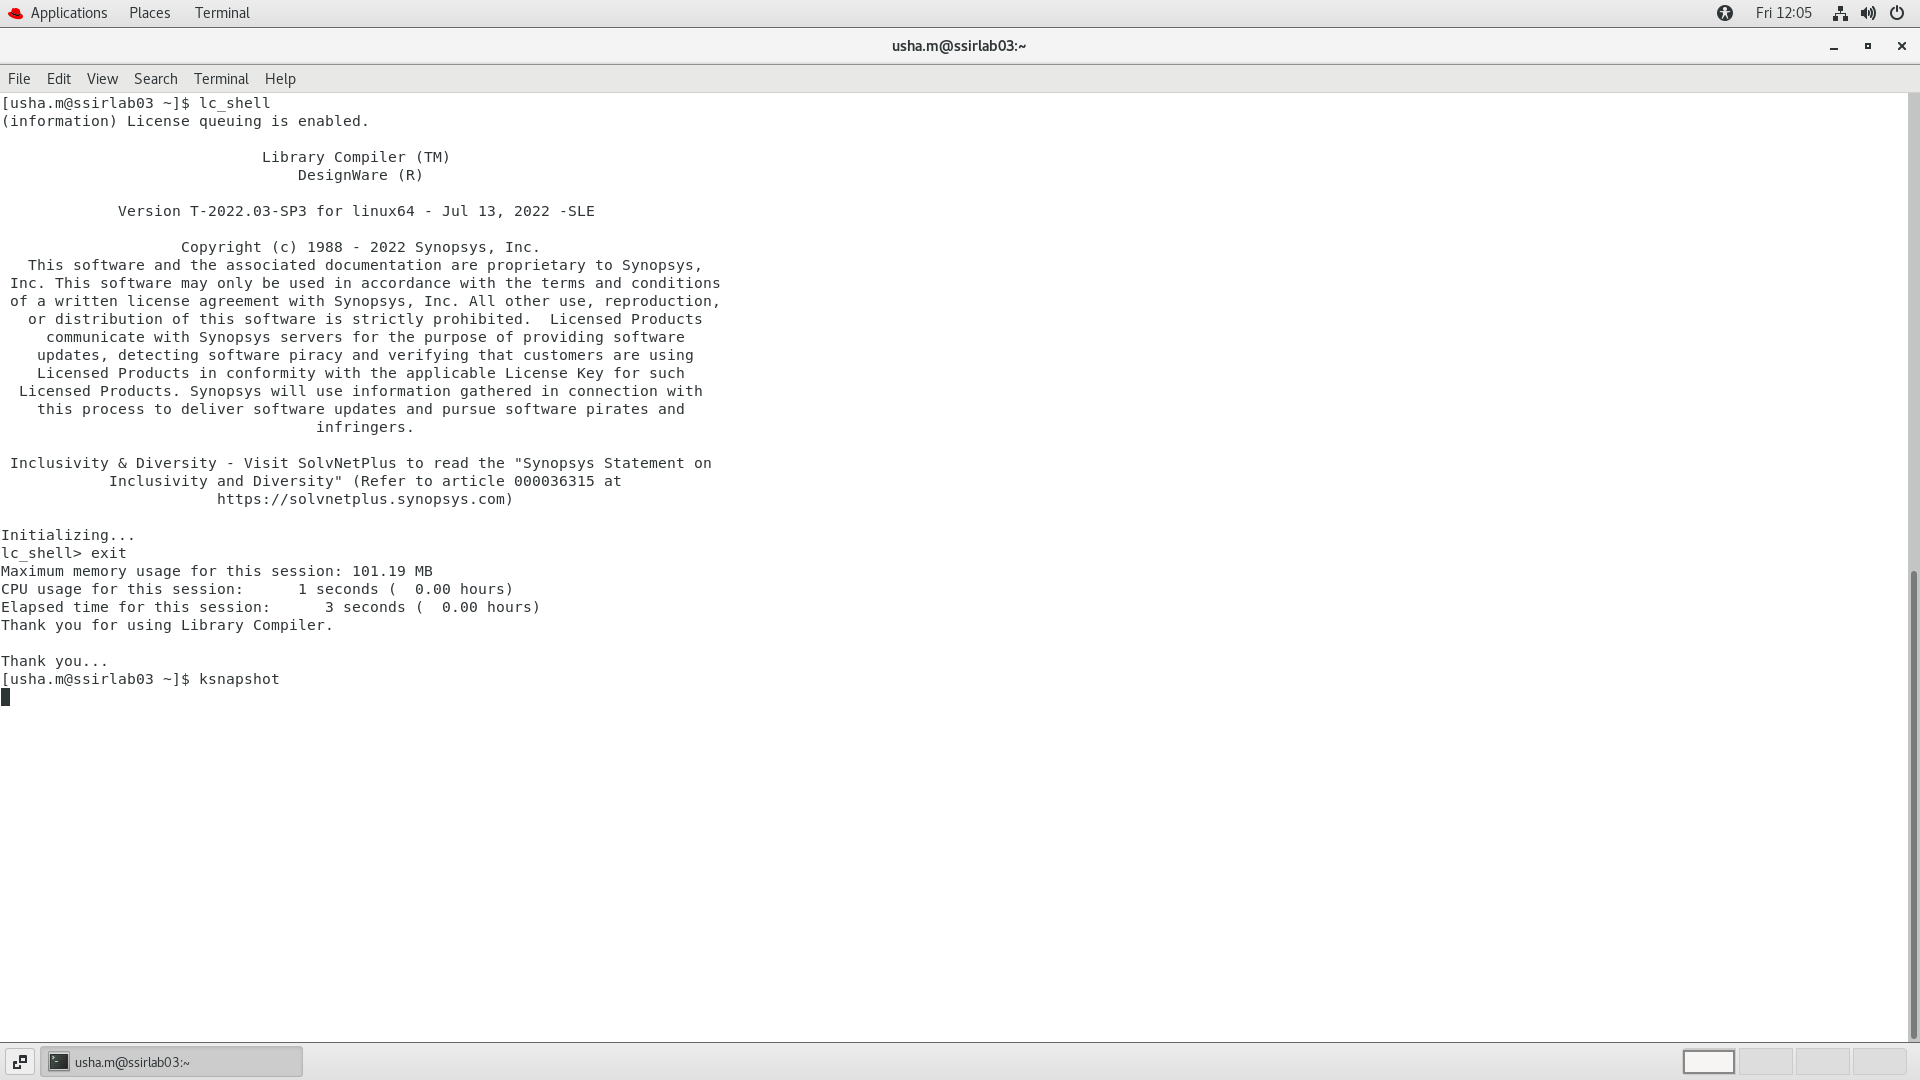 Applications Places Terminal Fri 12:05
usha.m@ssirlab03:~
File Edit View Search Terminal Help
[usha.m@ssirlab03 ~]$ lc_shell
(information) License queuing is enabled.
Library Compiler (TM)
DesignWare (R)
Version T-2022.03-SP3 for linux64 - Jul 13, 2022 -SLE
Copyright (c) 1988 - 2022 Synopsys, Inc.
This software and the associated documentation are proprietary to Synopsys,
Inc. This software may only be used in accordance with the terms and conditions
of a written license agreement with Synopsys, Inc. All other use, reproduction,
or distribution of this software is strictly prohibited.  Licensed Products
communicate with Synopsys servers for the purpose of providing software
updates, detecting software piracy and verifying that customers are using
Licensed Products in conformity with the applicable License Key for such
Licensed Products. Synopsys will use information gathered in connection with
this process to deliver software updates and pursue software pirates and
infringers.
Inclusivity & Diversity - Visit SolvNetPlus to read the "Synopsys Statement on
Inclusivity and Diversity" (Refer to article 000036315 at
https://solvnetplus.synopsys.com)
Initializing...
lc_shell> exit
Maximum memory usage for this session: 101.19 MB
CPU usage for this session:      1 seconds (  0.00 hours)
Elapsed time for this session:      3 seconds (  0.00 hours)
Thank you for using Library Compiler.
Thank you...
[usha.m@ssirlab03 ~]$ ksnapshot
usha.m@ssirlab03:~